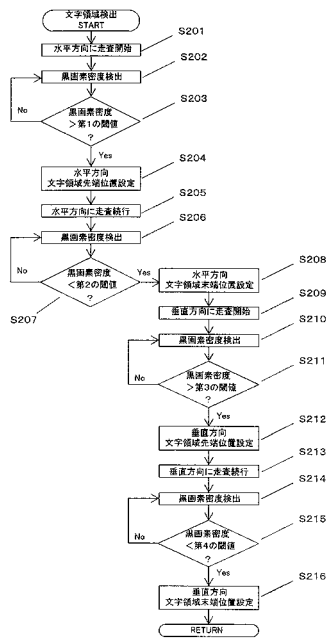 文字領域検出
START
水平方向に走査開始
S201
黒画素密度検出
S202
黒画素密度
>第1の閾値
?
S203
No
Yes
水平方向
文字領域先端位置設定
S204
水平方向に走査続行
S205
黒画素密度検出
S206
黒画素密度
<第2の閾値
?
S207
No
Yes
水平方向
文字領域末端位置設定
S208
垂直方向に走査開始
S209
黒画素密度検出
S210
黒画素密度
>第3の閾値
?
S211
No
Yes
垂直方向
文字領域先端位置設定
S212
垂直方向に走査続行
S213
黒画素密度検出
S214
黒画素密度
<第4の閾値
?
S215
No
Yes
垂直方向
文字領域末端位置設定
S216
RETURN